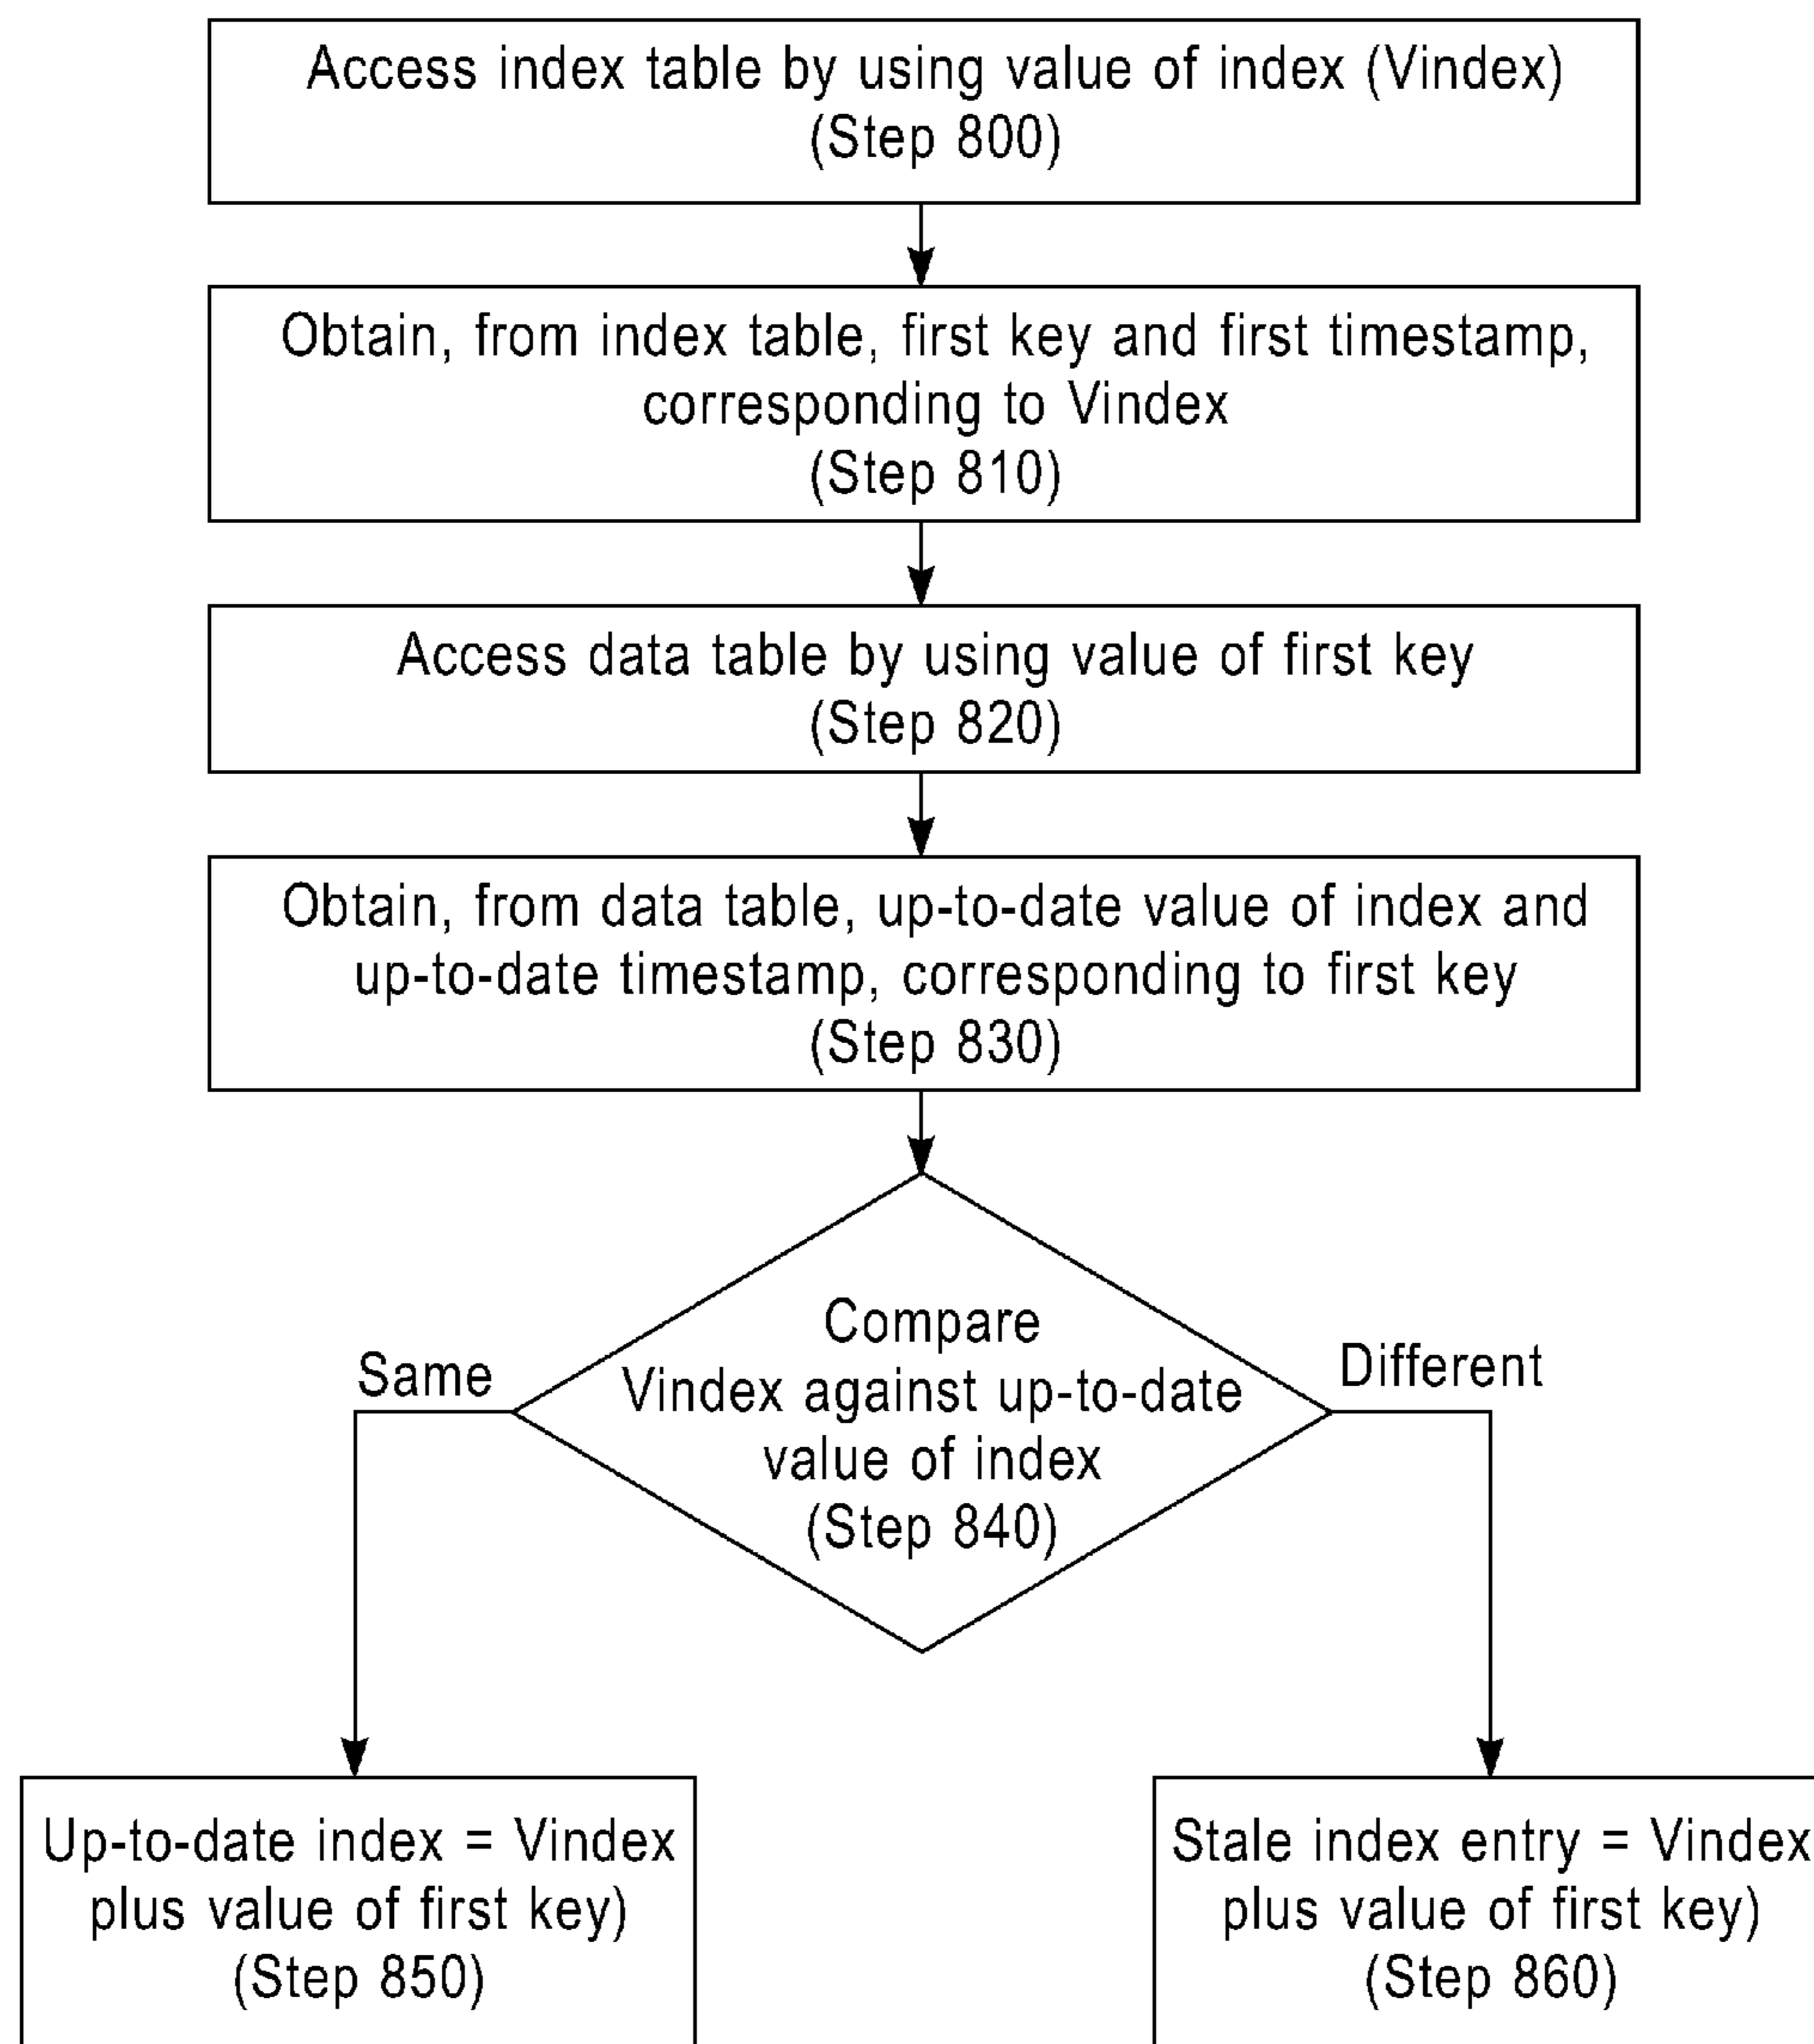 Access index table by using value of index (Vindex)
(Step 800)
Obtain, from index table, first key and first timestamp,
corresponding to Vindex
(Step 810)
Access data table by using value of first key
(Step 820)
Obtain, from data table, up-to-date value of index and
up-to-date timestamp, corresponding to first key
(Step 830)
Compare
Vindex against up-to-date
value of index
(Step 840)
Same
Different
Up-to-date index = Vindex
plus value of first key)
(Step 850)
Stale index entry = Vindex
plus value of first key)
(Step 860)